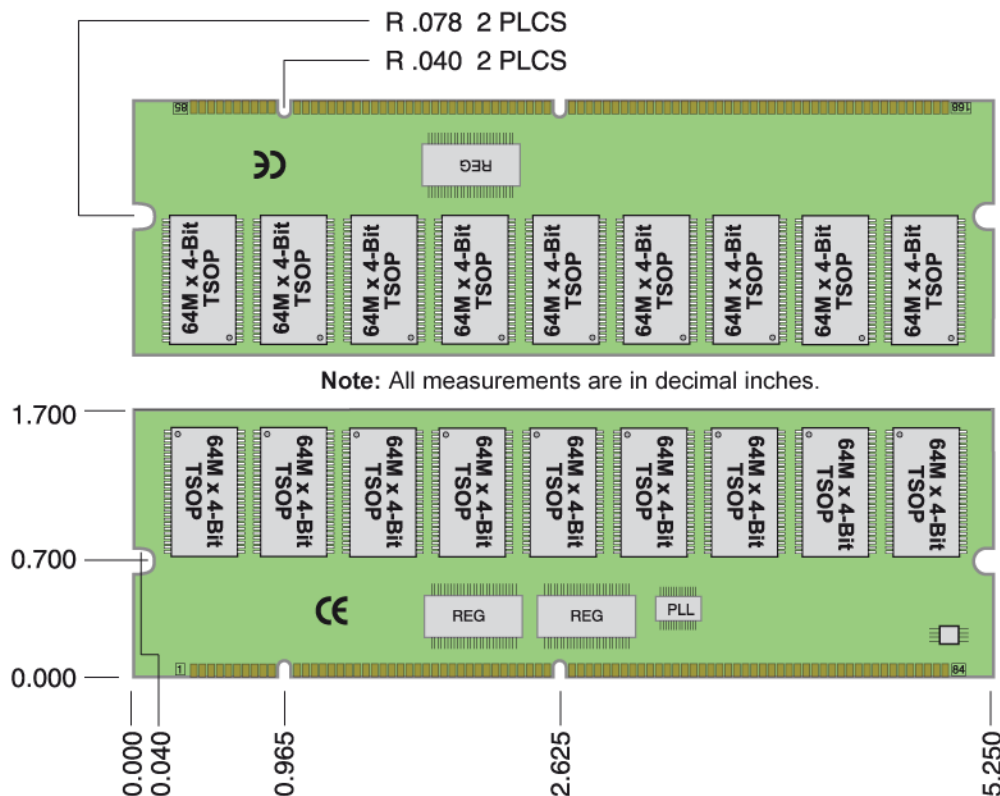 R .078 2 PLCS
R .040 2 PLCS
85
168
CE
REG
64M x 4-Bit
TSOP
64M x 4-Bit
TSOP
64M x 4-Bit
TSOP
64M x 4-Bit
TSOP
64M x 4-Bit
TSOP
64M x 4-Bit
TSOP
64M x 4-Bit
TSOP
64M x 4-Bit
TSOP
64M x 4-Bit
TSOP
Note: All measurements are in decimal inches.
1.700
64M x 4-Bit
TSOP
64M x 4-Bit
TSOP
64M x 4-Bit
TSOP
64M x 4-Bit
TSOP
64M x 4-Bit
TSOP
64M x 4-Bit
TSOP
64M x 4-Bit
TSOP
64M x 4-Bit
TSOP
64M x 4-Bit
TSOP
0.700
CE
REG
REG
PLL
0.000
1
84
0.000
0.040
0.965
2.625
5.250